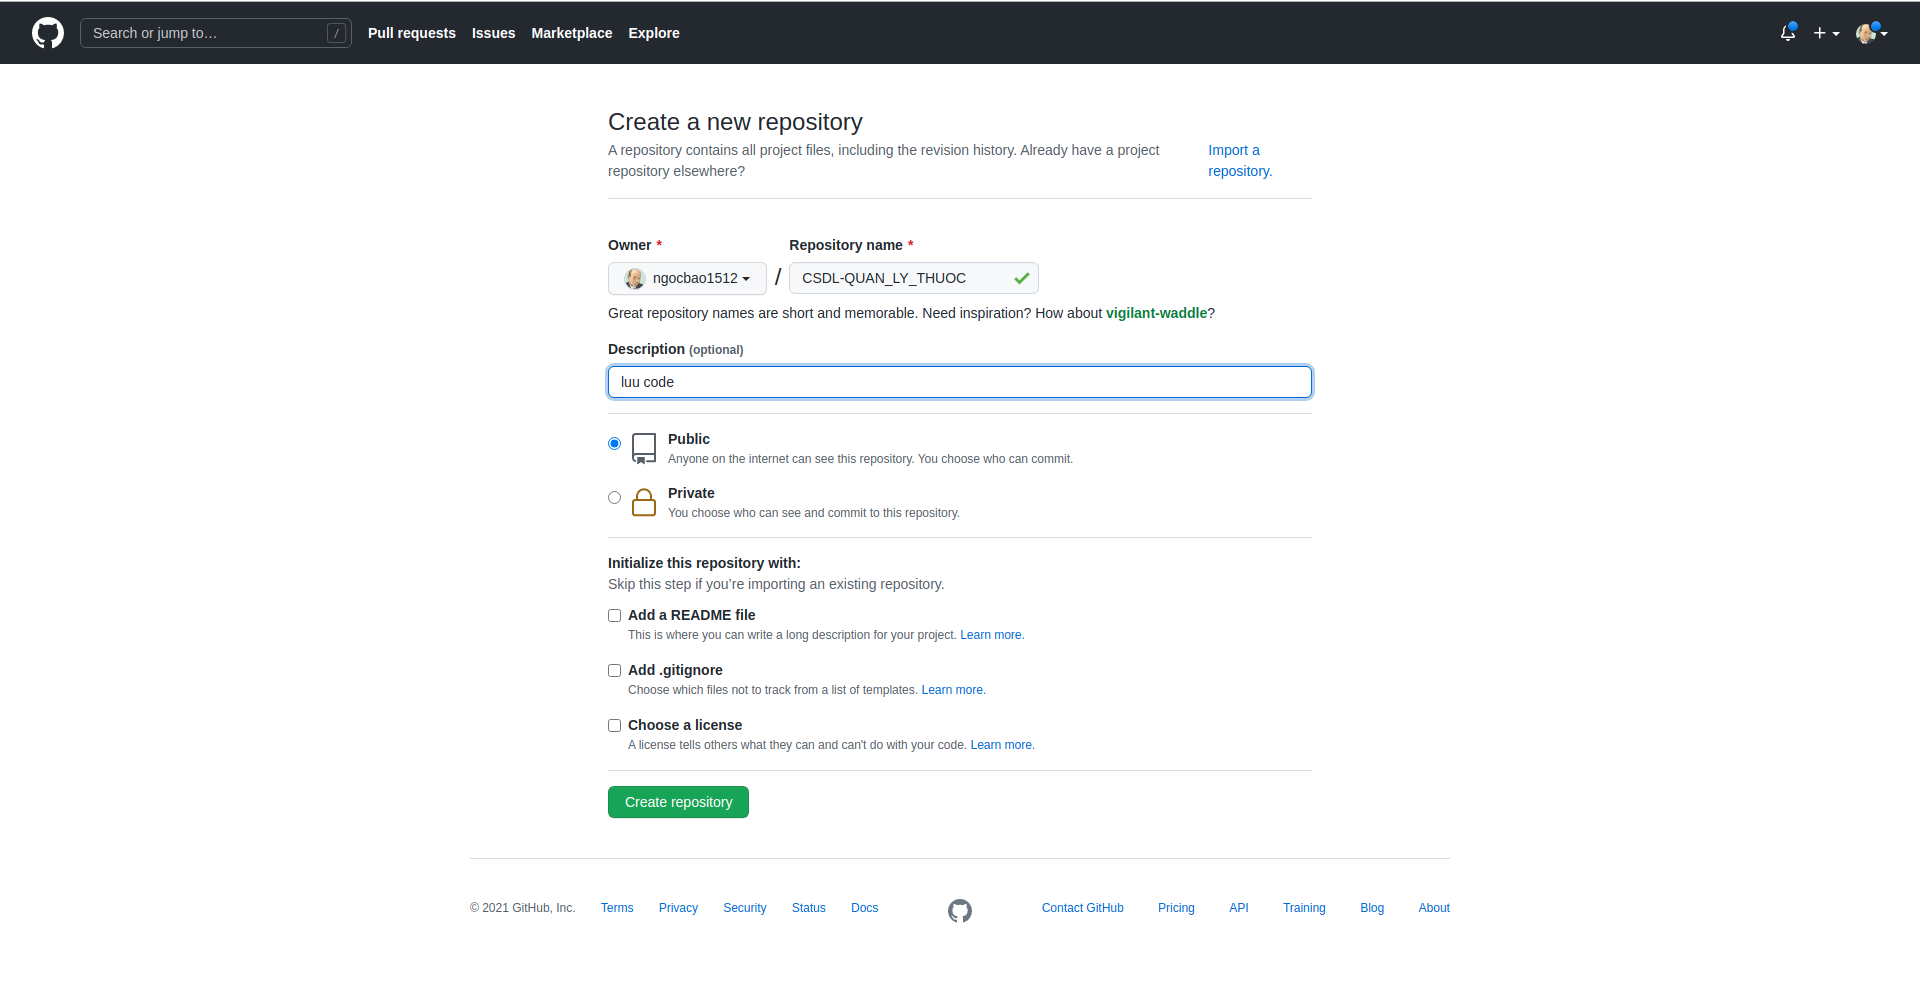 Search or jump to… /
Pull requests Issues Marketplace Explore
Create a new repository
A repository contains all project files, including the revision history. Already have a project
repository elsewhere?
Import a
repository.
Owner *
Repository name *
ngocbao1512 / CSDL-QUAN_LY_THUOC
Great repository names are short and memorable. Need inspiration? How about vigilant-waddle?
Description (optional)
luu code
Public
Anyone on the internet can see this repository. You choose who can commit.
Private
You choose who can see and commit to this repository.
Initialize this repository with:
Skip this step if you’re importing an existing repository.
Add a README file
This is where you can write a long description for your project. Learn more.
Add .gitignore
Choose which files not to track from a list of templates. Learn more.
Choose a license
A license tells others what they can and can't do with your code. Learn more.
Create repository
© 2021 GitHub, Inc. Terms Privacy Security Status Docs Contact GitHub Pricing API Training Blog About